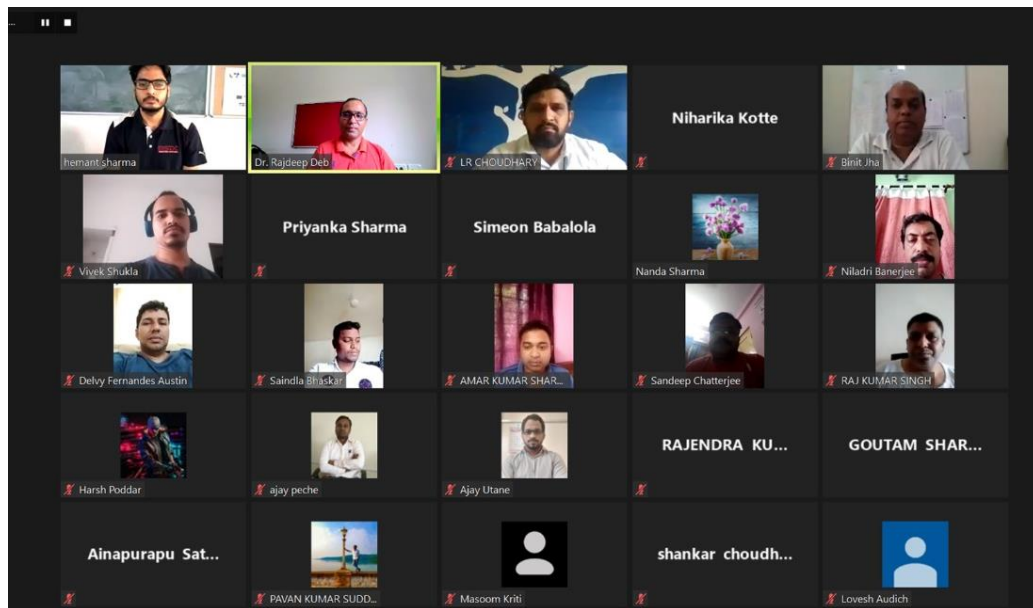 ...
hemant sharma
Dr. Rajdeep Deb
LR CHOUDHARY
Niharika Kotte
Binit Jha
Vivek Shukla
Priyanka Sharma
Simeon Babalola
Nanda Sharma
Niladri Banerjee
Delvy Fernandes Austin
Saindla Bhaskar
AMAR KUMAR SHAR...
Sandeep Chatterjee
RAJ KUMAR SINGH
Harsh Poddar
ajay peche
Ajay Utane
RAJENDRA KU...
GOUTAM SHAR...
Ainapurapu Sat...
PAVAN KUMAR SUDD...
Masoom Kriti
shankar choudh...
Lovesh Audich